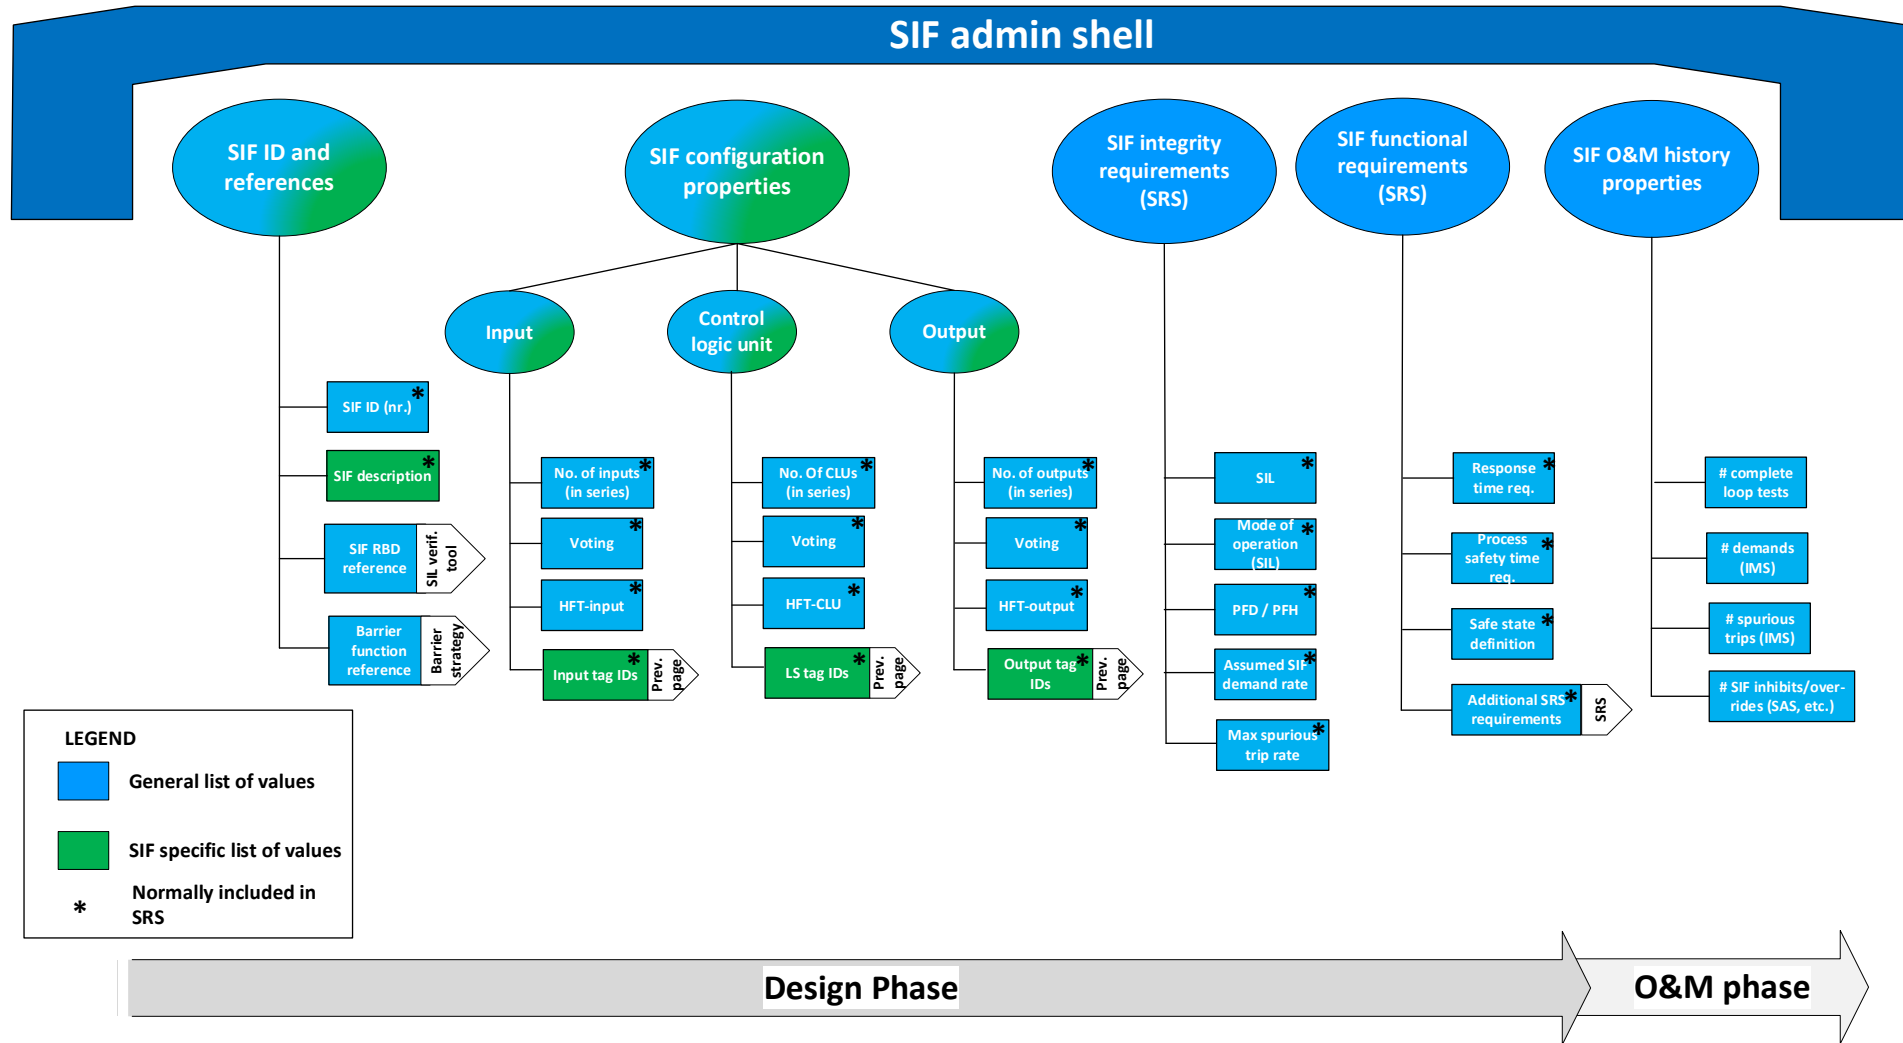 SIF admin shell
SIF ID and
references
SIF configuration
properties
SIF integrity
requirements
(SRS)
SIF functional
requirements
(SRS)
SIF O&M history
properties
Input
Control
logic unit
Output
SIF ID (nr.)
*
SIF description
*
SIF RBD
reference
SIL verif.
tool
Barrier
function
reference
Barrier
strategy
No. of inputs
(in series)
*
Voting
*
HFT-input
*
Input tag IDs
*
Prev.
page
No. Of CLUs
(in series)
*
Voting
*
HFT-CLU
*
LS tag IDs
*
Prev.
page
No. of outputs
(in series)
*
Voting
*
HFT-output
*
Output tag
IDs
*
Prev.
page
SIL
*
Mode of
operation
(SIL)
*
PFD / PFH
*
Assumed SIF
demand rate
*
Max spurious
trip rate
*
Response
time req.
*
Process
safety time
req.
*
Safe state
definition
*
Additional SRS
requirements
*
SRS
# complete
loop tests
# demands
(IMS)
# spurious
trips (IMS)
# SIF inhibits/over-
rides (SAS, etc.)
LEGEND
General list of values
SIF specific list of values
* Normally included in
SRS
Design Phase
O&M phase